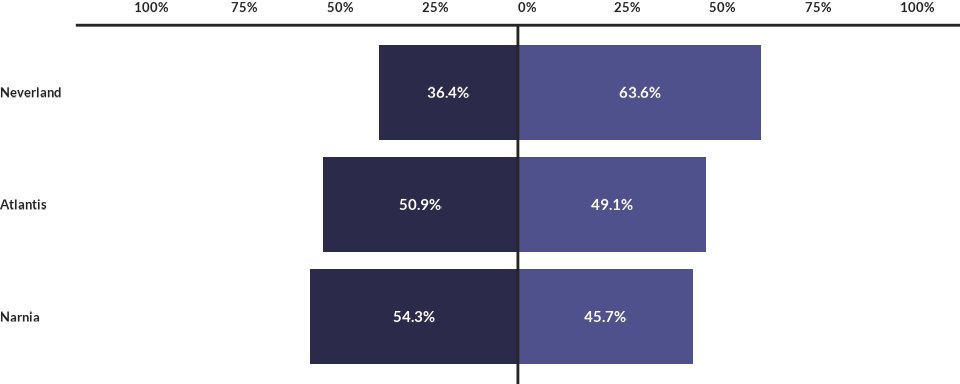 100% 75% 50% 25% 0% 25% 50% 75% 100%
Neverland 36.4% 63.6%
Atlantis 50.9% 49.1%
Narnia 54.3% 45.7%